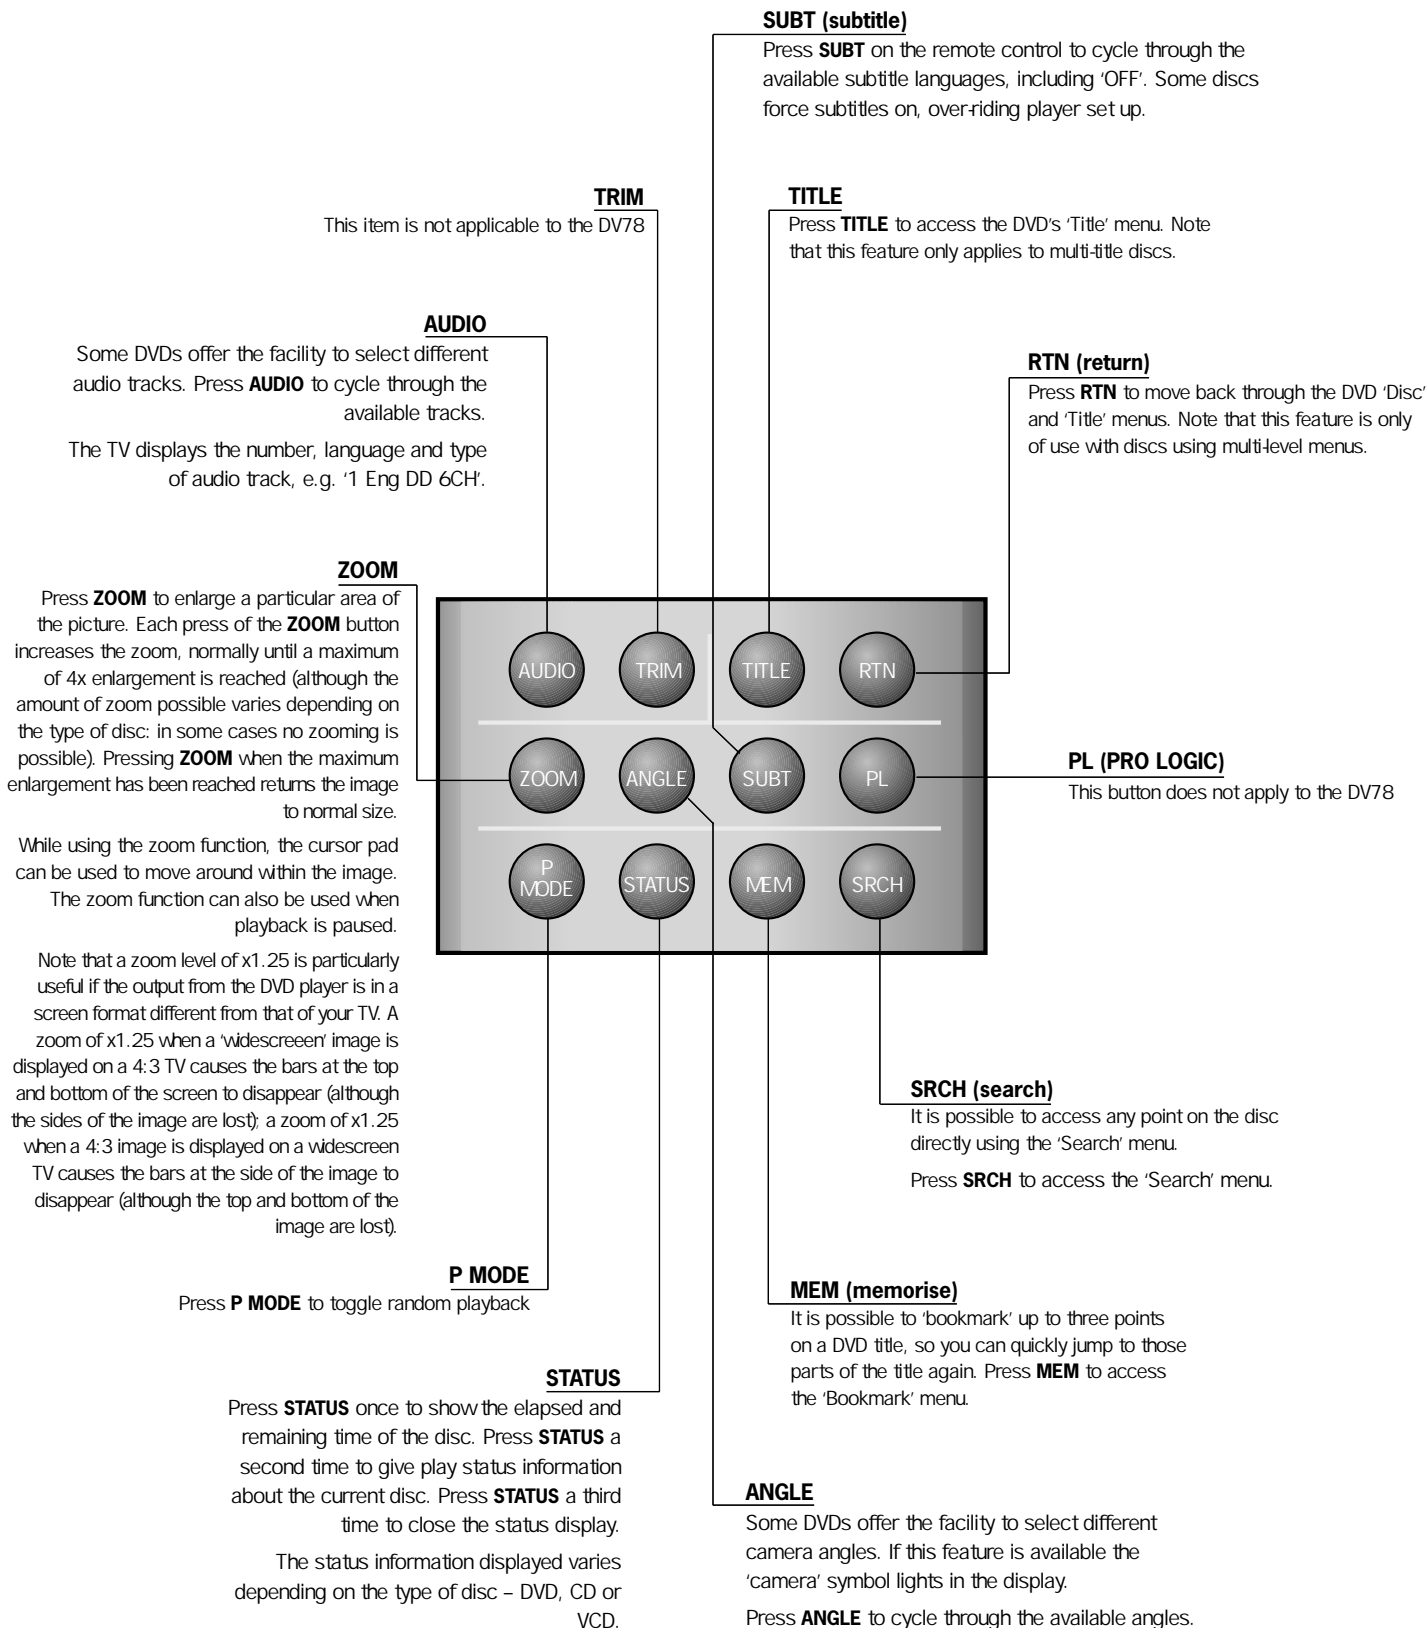 SUBT (subtitle)
Press SUBT on the remote control to cycle through the
available subtitle languages, including ‘OFF’. Some discs
force subtitles on, over-riding player set up.
TRIM
This item is not applicable to the DV78
TITLE
Press TITLE to access the DVD’s ‘Title’ menu. Note
that this feature only applies to multi-title discs.
AUDIO
Some DVDs offer the facility to select different
audio tracks. Press AUDIO to cycle through the
available tracks.
The TV displays the number, language and type
of audio track, e.g. ‘1 Eng DD 6CH’.
RTN (return)
Press RTN to move back through the DVD ‘Disc’
and ‘Title’ menus. Note that this feature is only
of use with discs using multi-level menus.
ZOOM
Press ZOOM to enlarge a particular area of
the picture. Each press of the ZOOM button
increases the zoom, normally until a maximum
of 4x enlargement is reached (although the
amount of zoom possible varies depending on
the type of disc: in some cases no zooming is
possible). Pressing ZOOM when the maximum
enlargement has been reached returns the image
to normal size.
While using the zoom function, the cursor pad
can be used to move around within the image.
The zoom function can also be used when
playback is paused.
Note that a zoom level of x1.25 is particularly
useful if the output from the DVD player is in a
screen format different from that of your TV. A
zoom of x1.25 when a ‘widescreeen’ image is
displayed on a 4:3 TV causes the bars at the top
and bottom of the screen to disappear (although
the sides of the image are lost); a zoom of x1.25
when a 4:3 image is displayed on a widescreen
TV causes the bars at the side of the image to
disappear (although the top and bottom of the
image are lost).
AUDIO TRIM TITLE RTN
ZOOM ANGLE SUBT PL
P
MODE STATUS MEM SRCH
PL (PRO LOGIC)
This button does not apply to the DV78
SRCH (search)
It is possible to access any point on the disc
directly using the ‘Search’ menu.
Press SRCH to access the ‘Search’ menu.
P MODE
Press P MODE to toggle random playback
MEM (memorise)
It is possible to ‘bookmark’ up to three points
on a DVD title, so you can quickly jump to those
parts of the title again. Press MEM to access
the ‘Bookmark’ menu.
STATUS
Press STATUS once to show the elapsed and
remaining time of the disc. Press STATUS a
second time to give play status information
about the current disc. Press STATUS a third
time to close the status display.
The status information displayed varies
depending on the type of disc – DVD, CD or
VCD.
ANGLE
Some DVDs offer the facility to select different
camera angles. If this feature is available the
‘camera’ symbol lights in the display.
Press ANGLE to cycle through the available angles.